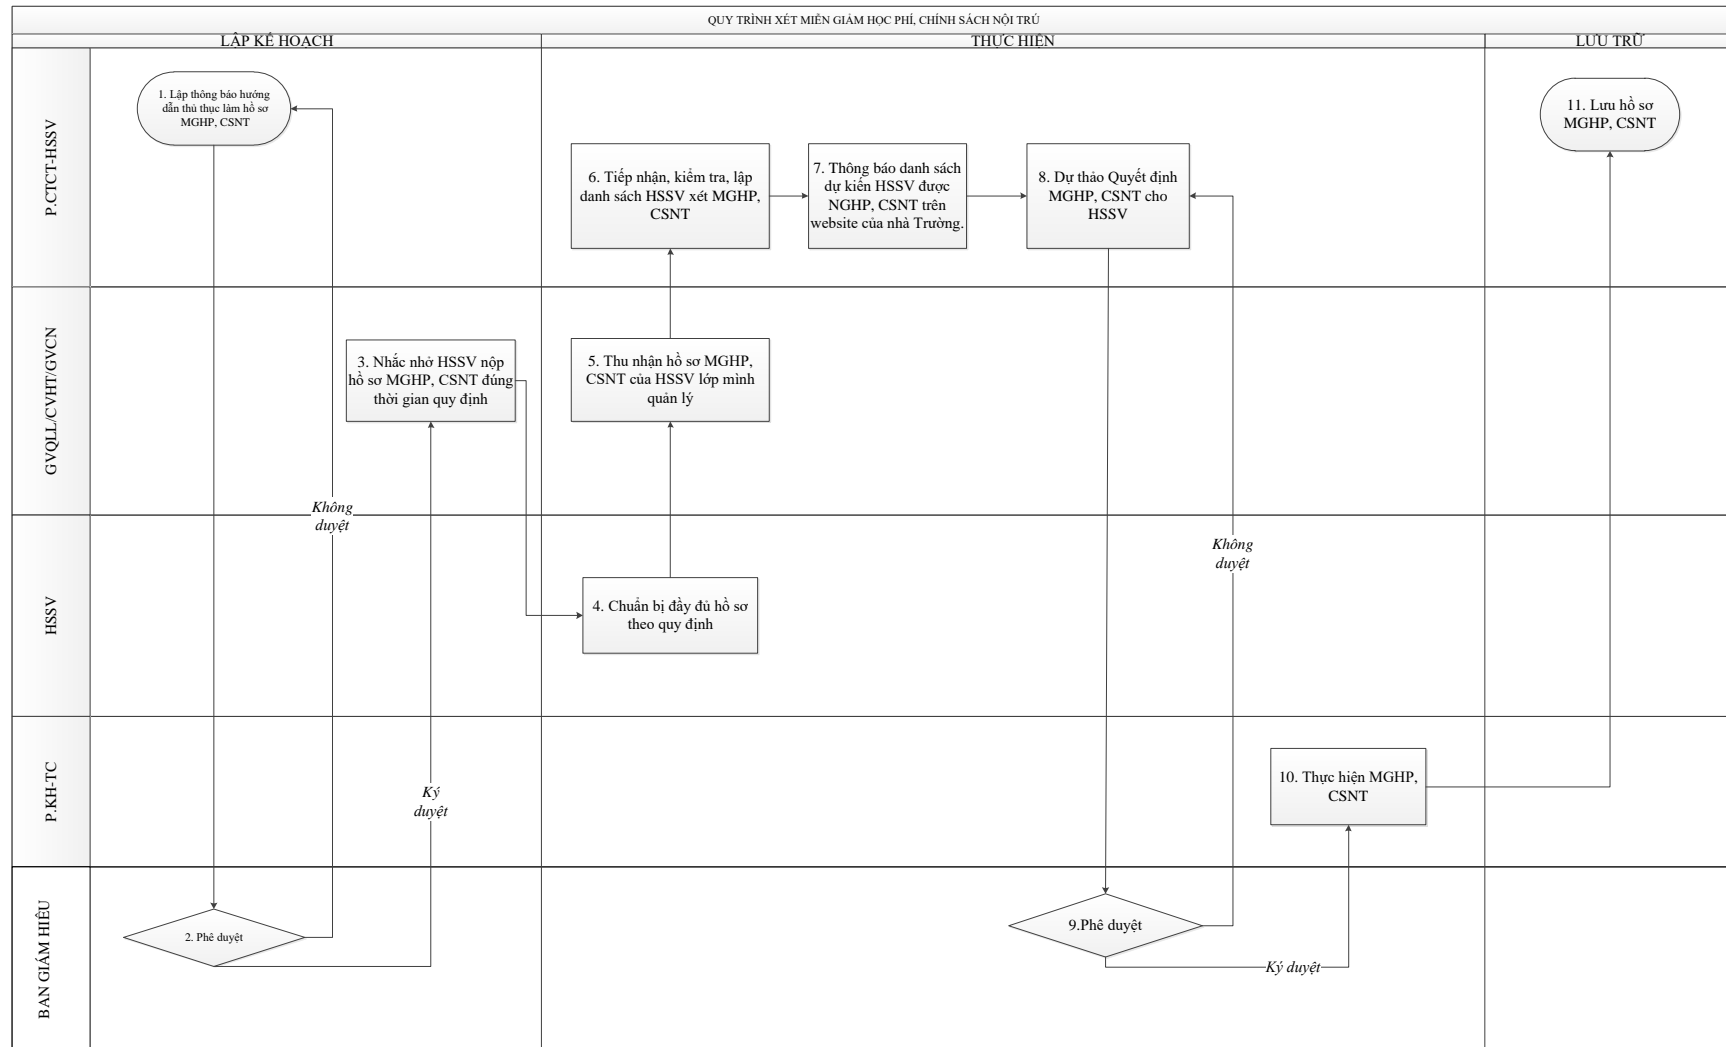 QUY TRÌNH XÉT MIỄN GIẢM HỌC PHÍ, CHÍNH SÁCH NỘI TRÚ
LẬP KẾ HOẠCH
THỰC HIỆN
LƯU TRỮ
P.CTCT-HSSV
1. Lập thông báo hướng
dẫn thủ thục làm hồ sơ
MGHP, CSNT
6. Tiếp nhận, kiểm tra, lập
danh sách HSSV xét MGHP,
CSNT
7. Thông báo danh sách
dự kiến HSSV được
NGHP, CSNT trên
website của nhà Trường.
8. Dự thảo Quyết định
MGHP, CSNT cho
HSSV
11. Lưu hồ sơ
MGHP, CSNT
GVQLL/CVHT/GVCN
3. Nhắc nhở HSSV nộp
hồ sơ MGHP, CSNT đúng
thời gian quy định
5. Thu nhận hồ sơ MGHP,
CSNT của HSSV lớp mình
quản lý
Không
duyệt
HSSV
4. Chuẩn bị đầy đủ hồ sơ
theo quy định
Không
duyệt
P.KH-TC
Ký
duyệt
10. Thực hiện MGHP,
CSNT
BAN GIÁM HIỆU
2. Phê duyệt
9.Phê duyệt
Ký duyệt